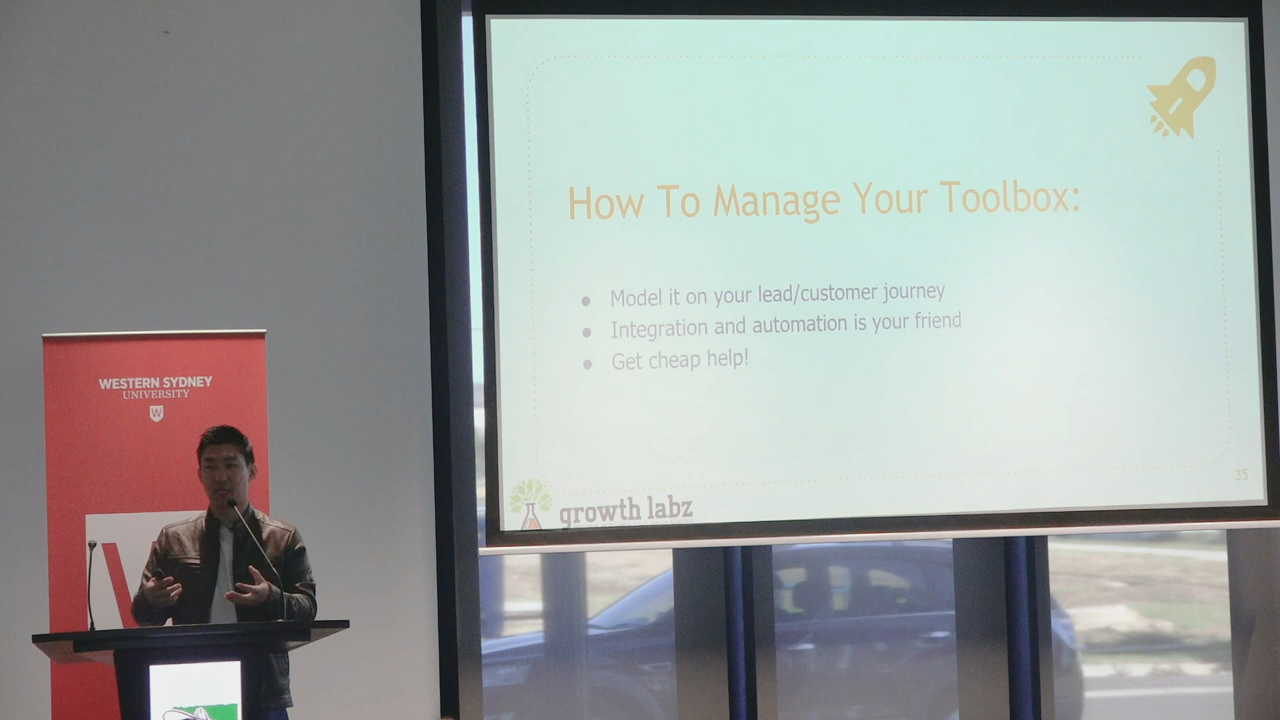 How To Manage Your Toolbox:
● Model it on your lead/customer journey
● Integration and automation is your friend
● Get cheap help!
35
growth labz
WESTERN SYDNEY
UNIVERSITY
W